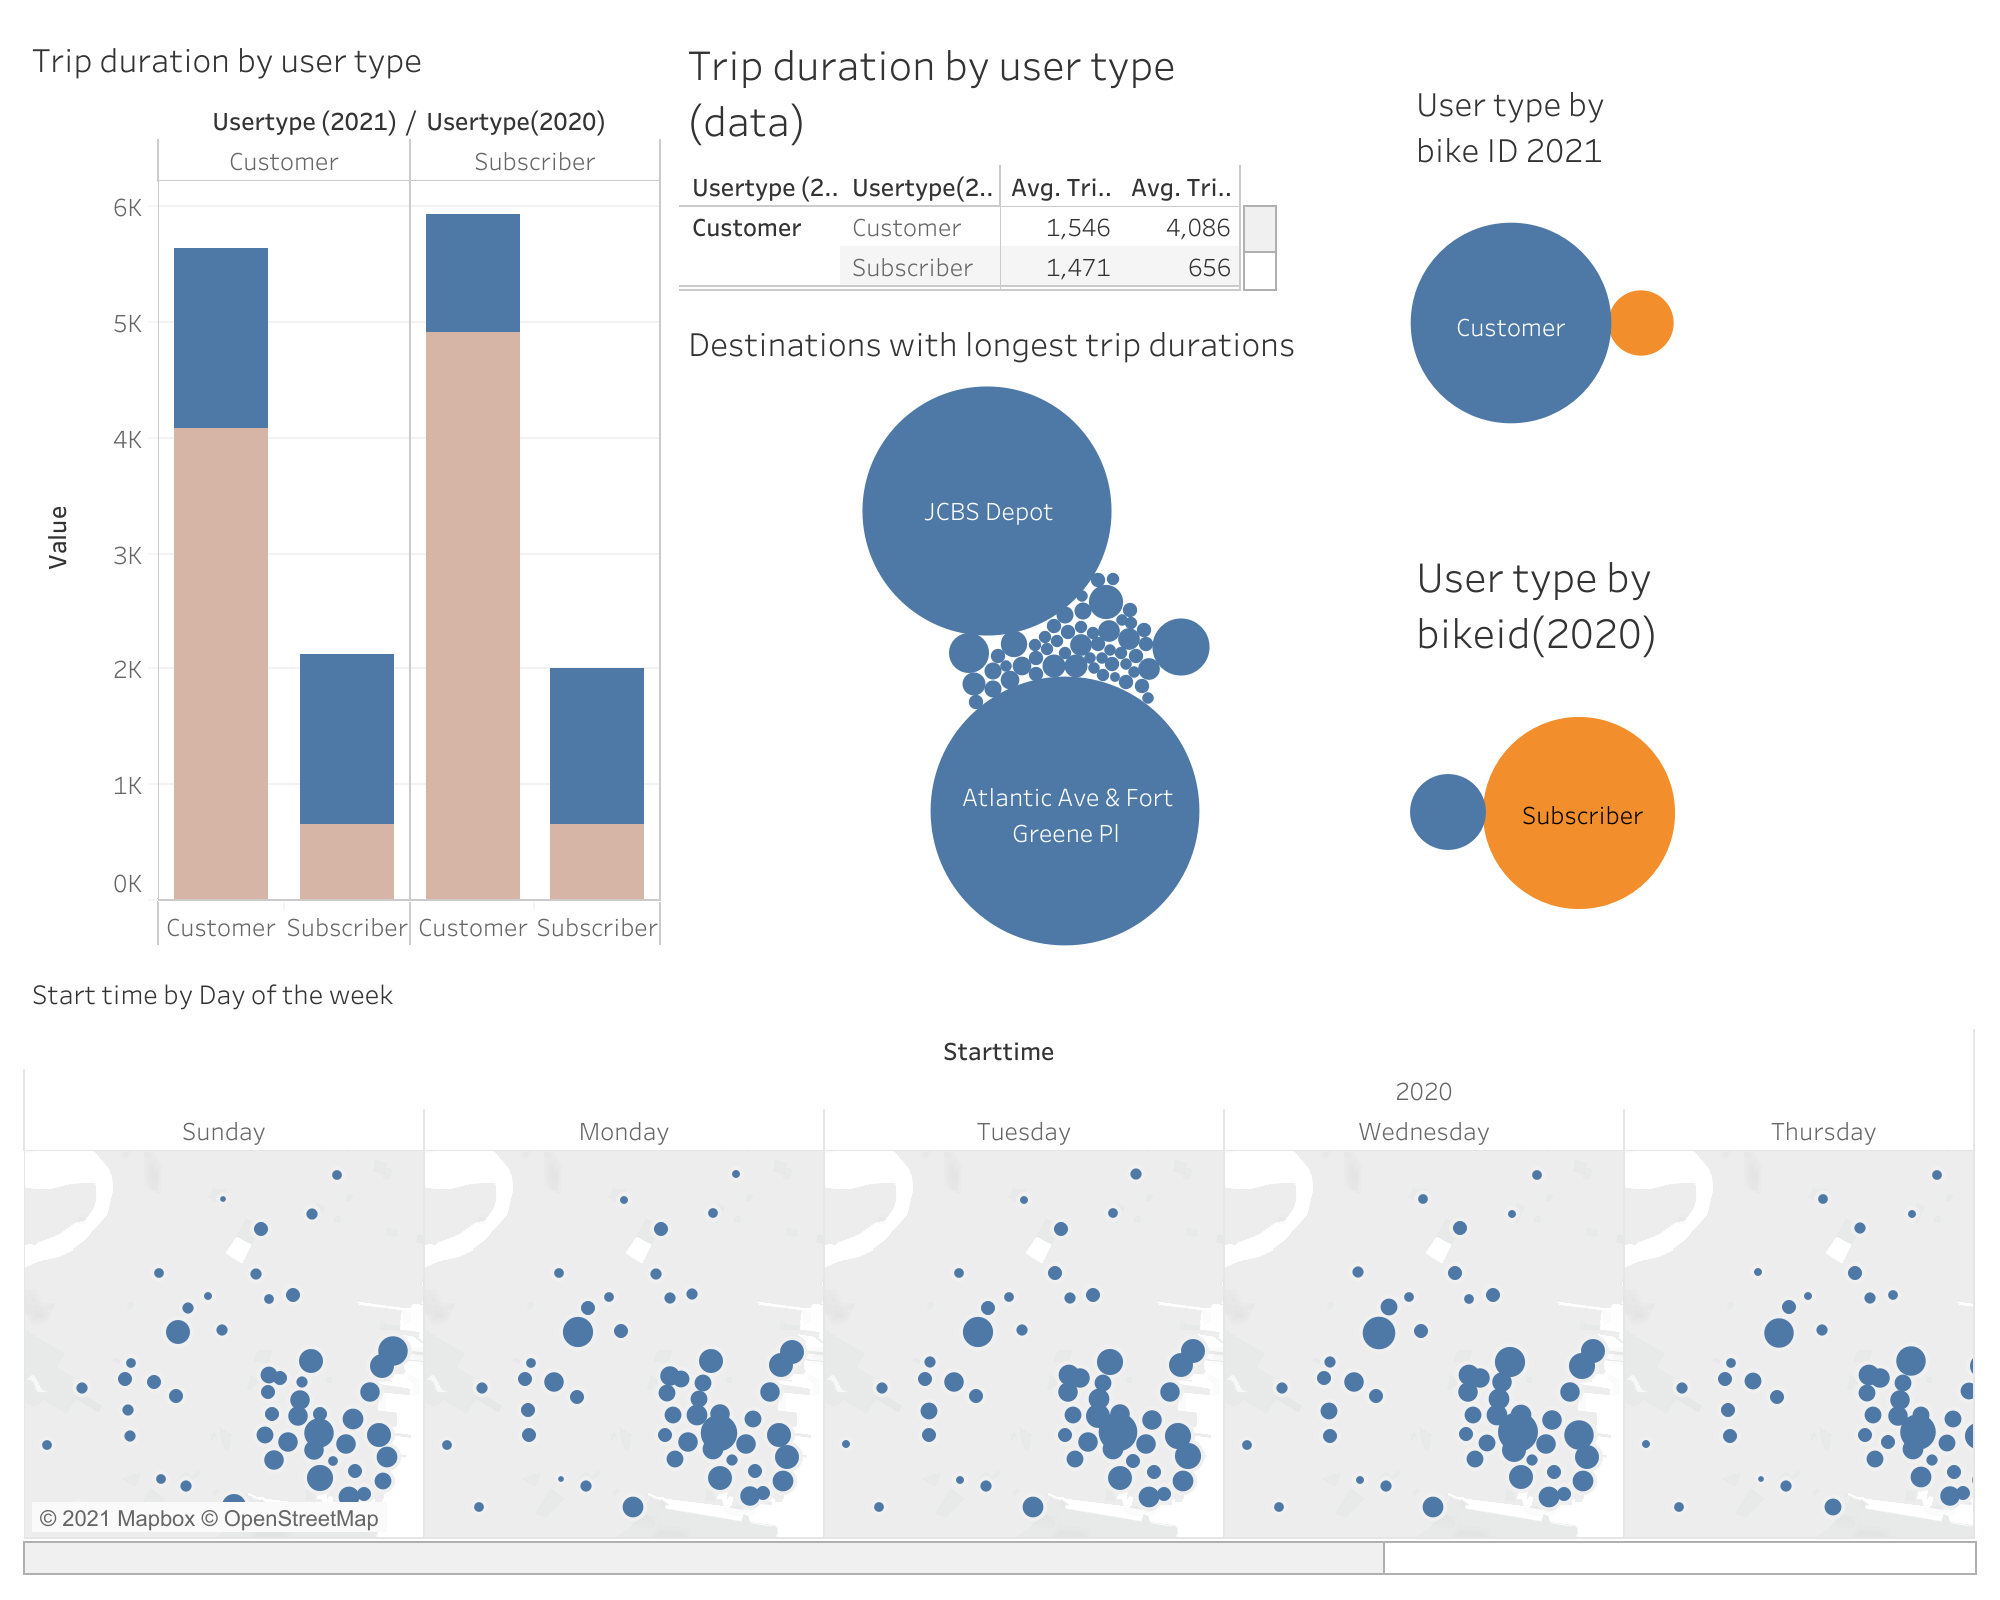 Trip duration by user type
Usertype (2021) / Usertype(2020)
Customer Subscriber
6K
5K
4K
3K
2K
1K
0K
Value
Customer Subscriber Customer Subscriber
Trip duration by user type
(data)
Usertype (2.. Usertype(2.. Avg. Tri.. Avg. Tri..
Customer Customer 1,546 4,086
Subscriber 1,471 656
Destinations with longest trip durations
JCBS Depot
Atlantic Ave & Fort
Greene Pl
User type by
bike ID 2021
Customer
User type by
bikeid(2020)
Subscriber
Start time by Day of the week
Starttime
2020
Sunday Monday Tuesday Wednesday Thursday
© 2021 Mapbox © OpenStreetMap